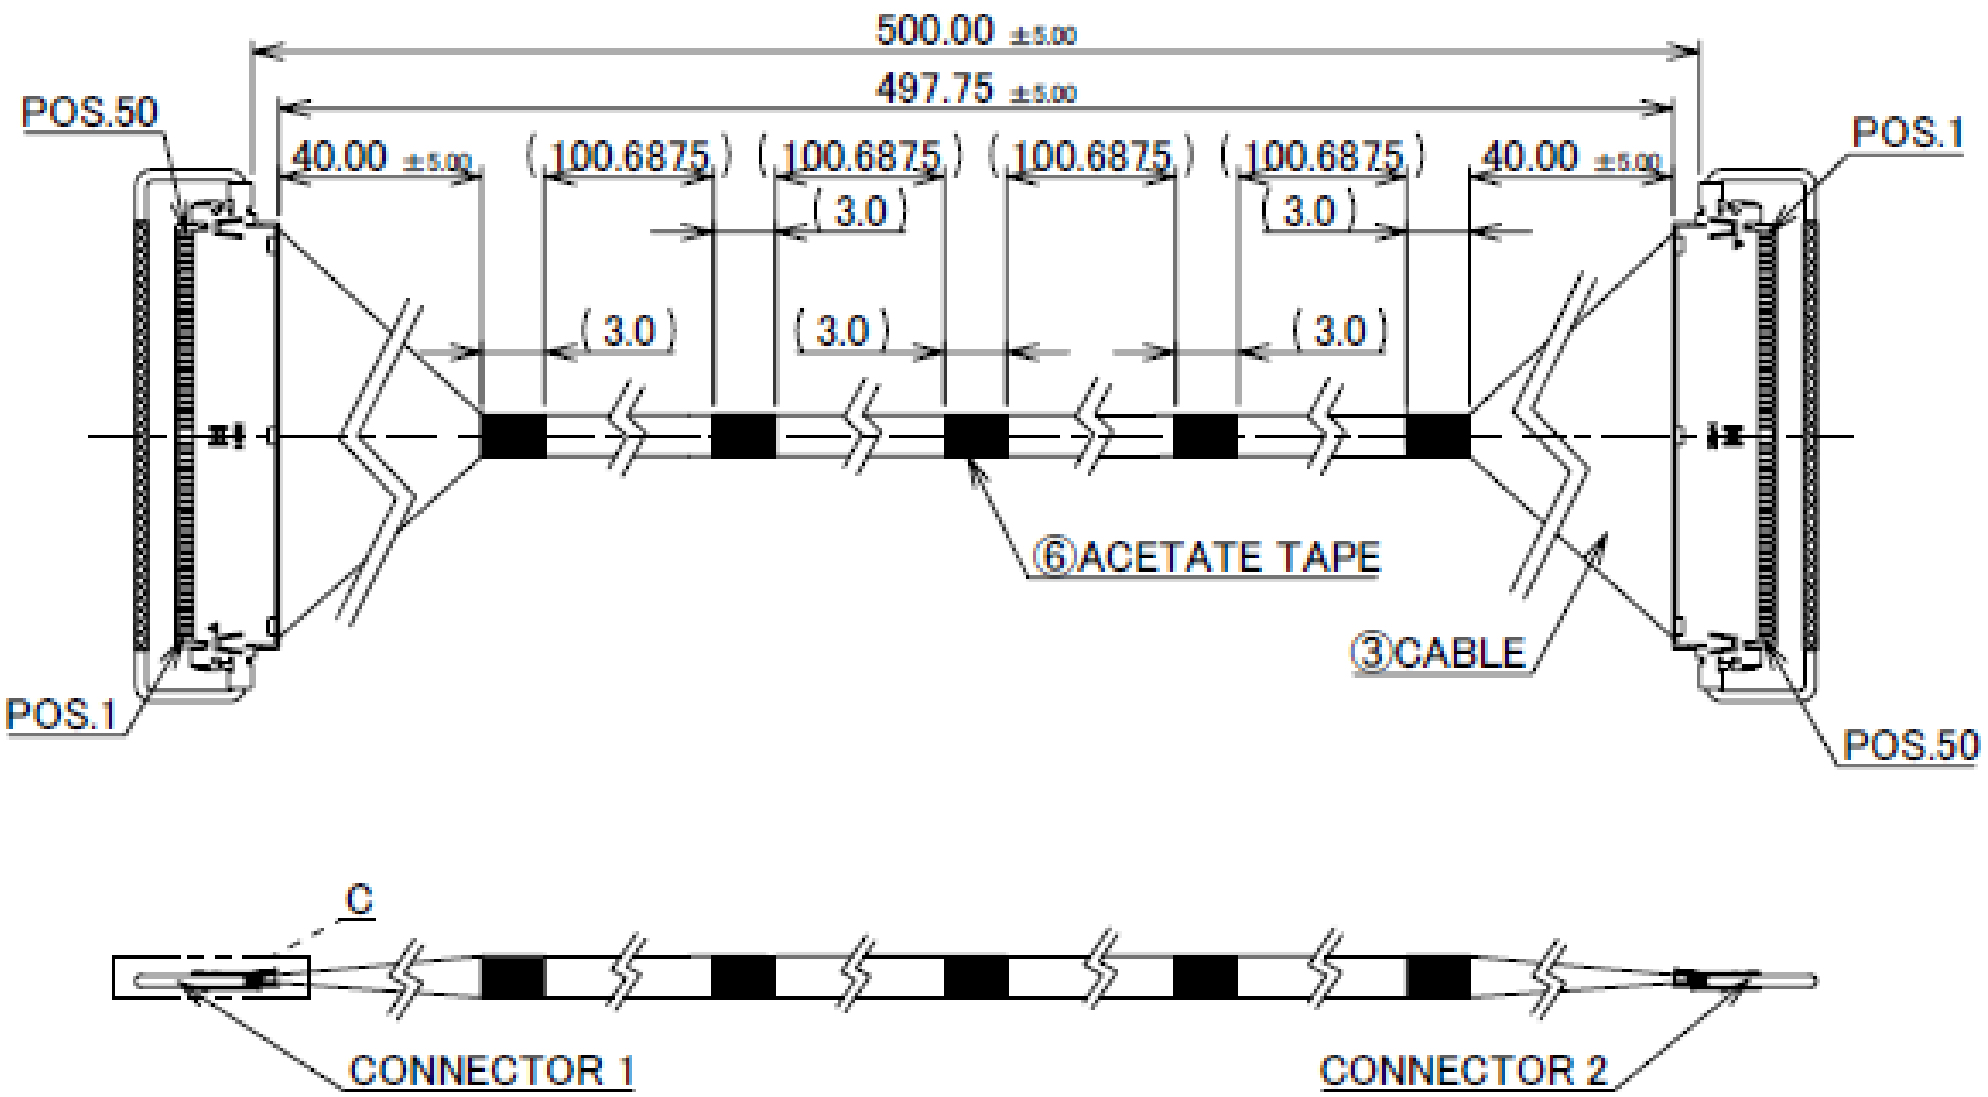 500.00 ±5.00
497.75 ±5.00
POS.50
POS.1
40.00 ±5.00 (100.6875) (100.6875) (100.6875) (100.6875) 40.00 ±5.00
(3.0) (3.0)
(3.0) (3.0) (3.0)
⑥ACETATE TAPE
③CABLE
POS.1
POS.50
C
CONNECTOR 1
CONNECTOR 2